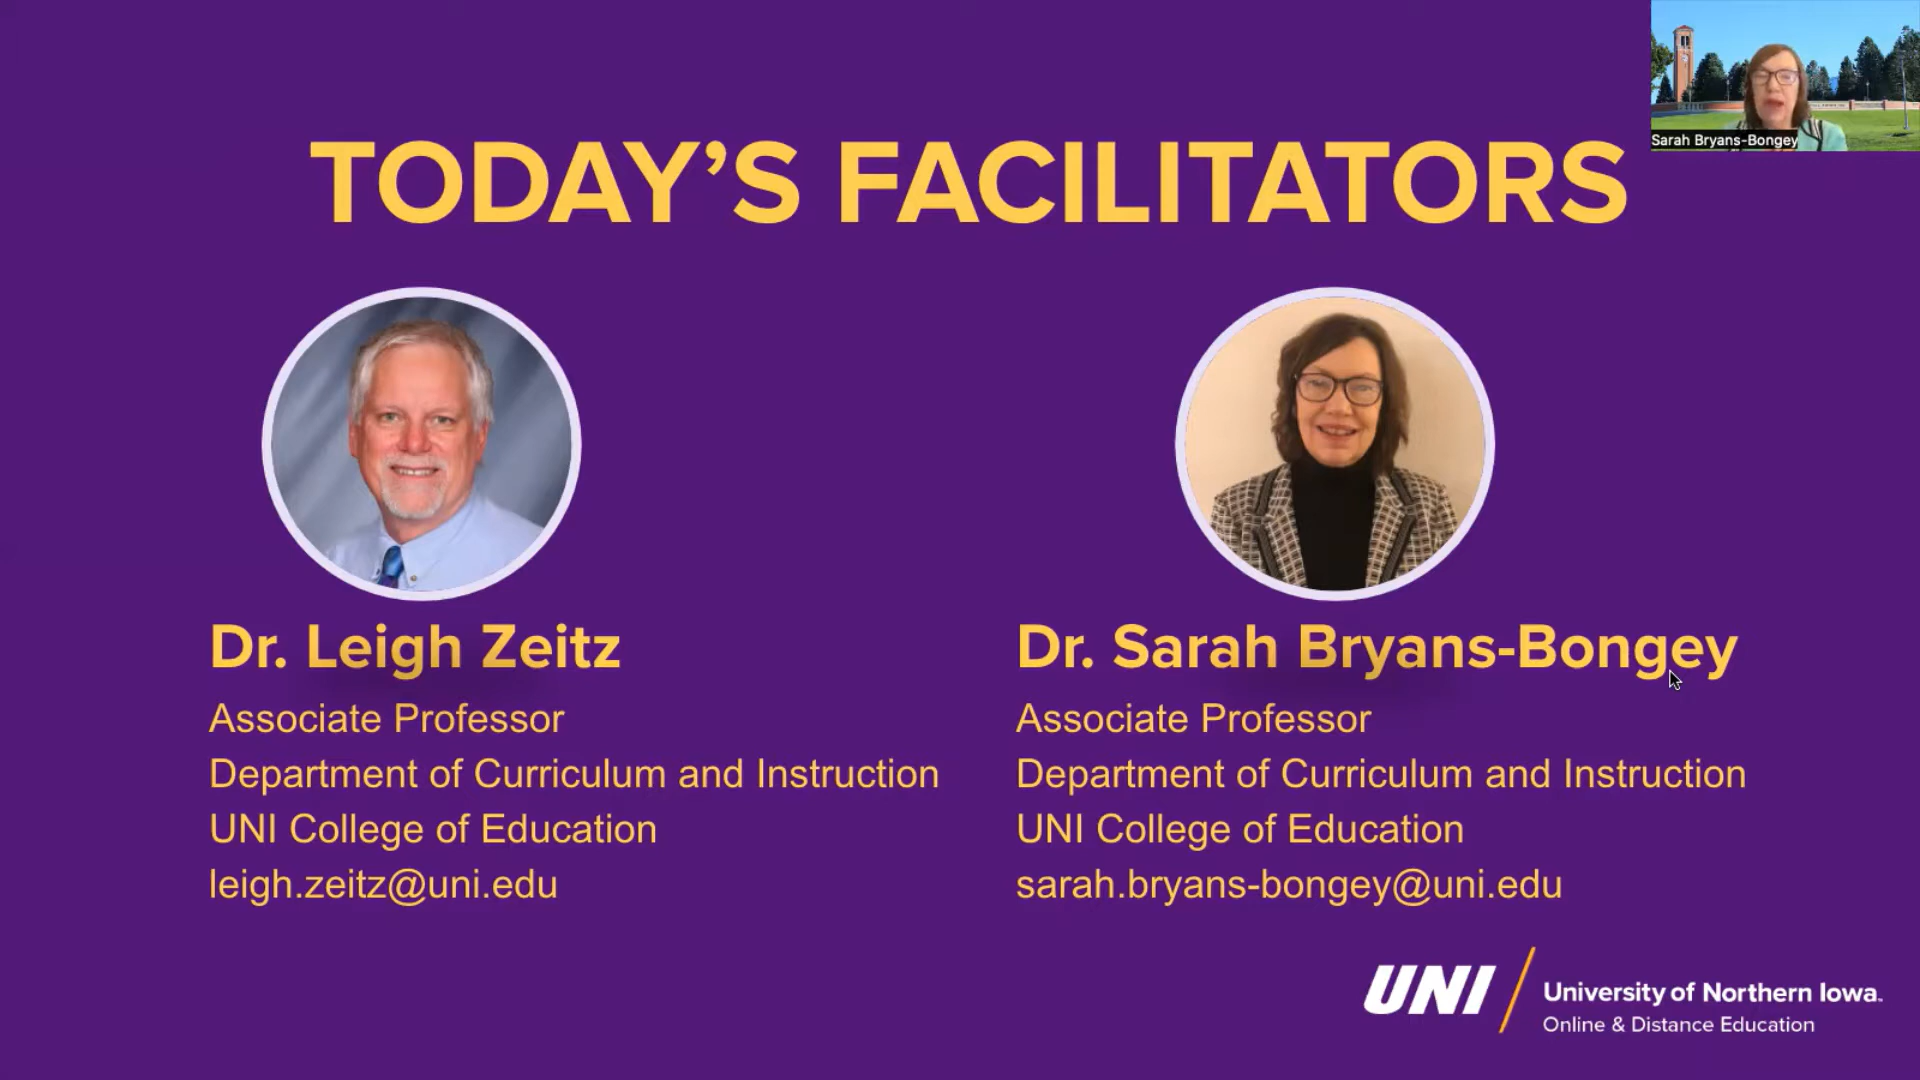 Sarah Bryans-Bongey
TODAY’S FACILITATORS
Dr. Leigh Zeitz
Associate Professor
Department of Curriculum and Instruction
UNI College of Education
leigh.zeitz@uni.edu
Dr. Sarah Bryans-Bongey
Associate Professor
Department of Curriculum and Instruction
UNI College of Education
sarah.bryans-bongey@uni.edu
UNI
University of Northern Iowa™
Online & Distance Education